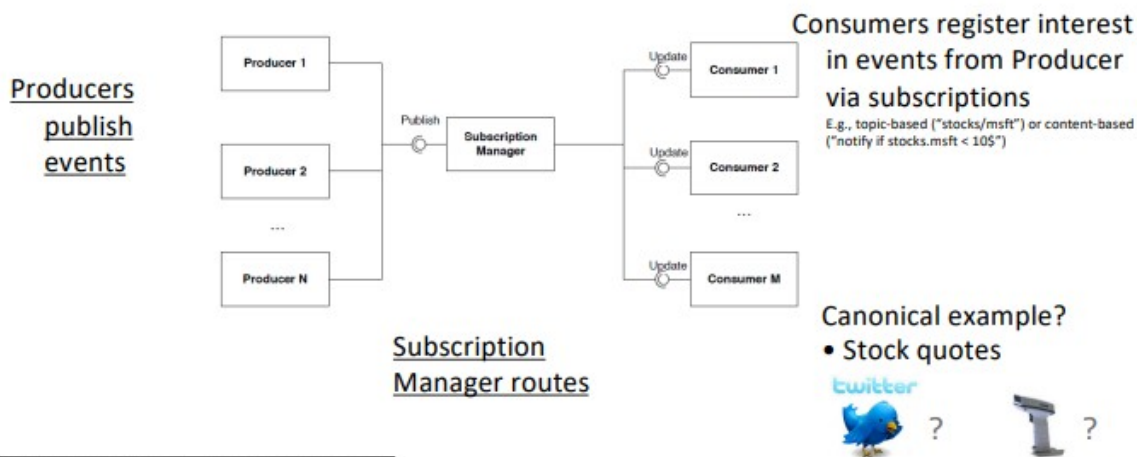 Producers
publish
events
Producer 1
Producer 2
...
Producer N
Publish
Subscription
Manager
Update
Consumer 1
Update
Consumer 2
...
Update
Consumer M
Consumers register interest
in events from Producer
via subscriptions
E.g., topic-based ("stocks/msft") or content-based
("notify if stocks.msft < 10$")
Subscription
Manager routes
Canonical example?
• Stock quotes
twitter
?
?